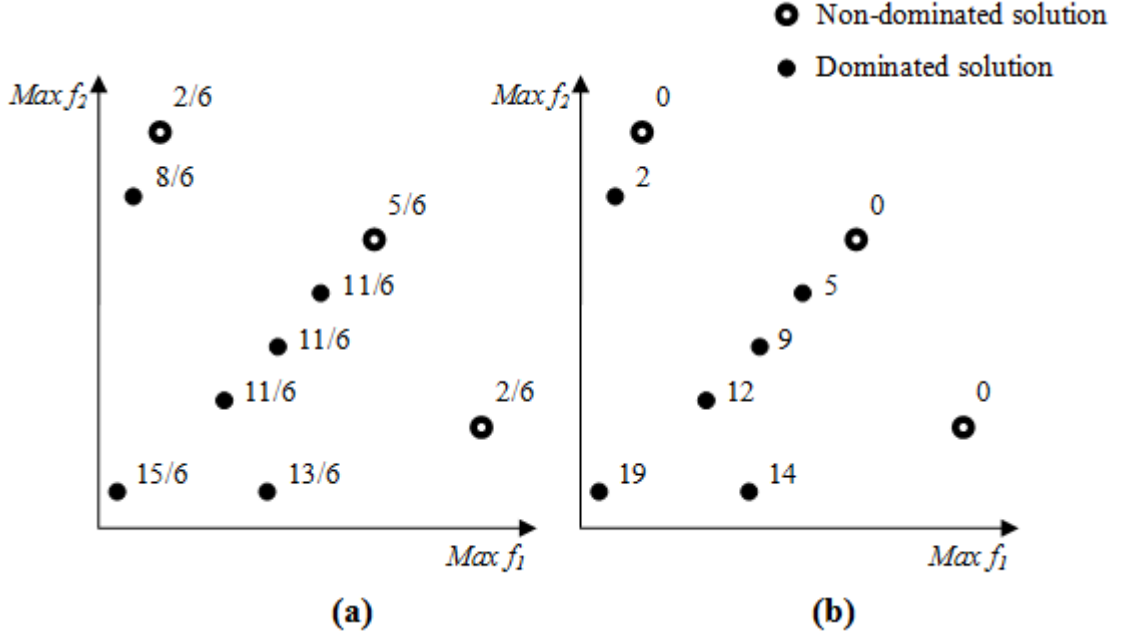 Non-dominated solution
Dominated solution
Max f2
2/6
8/6
5/6
11/6
11/6
11/6
2/6
15/6
13/6
Max f1
(a)
Max f2
0
2
0
5
9
12
0
19
14
Max f1
(b)